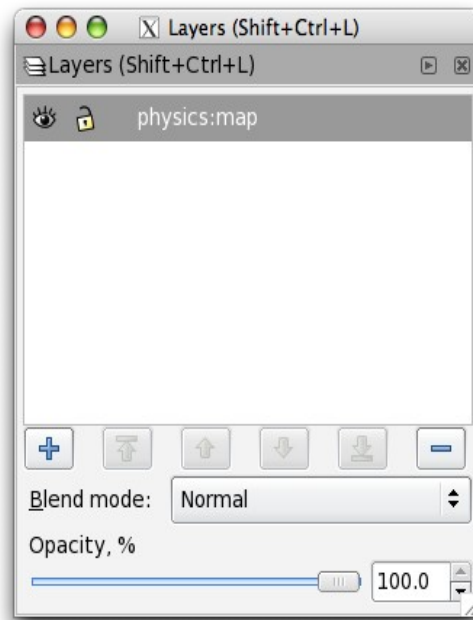 Layers (Shift+Ctrl+L)
Layers (Shift+Ctrl+L)
physics:map
Blend mode: Normal
Opacity, %
100.0